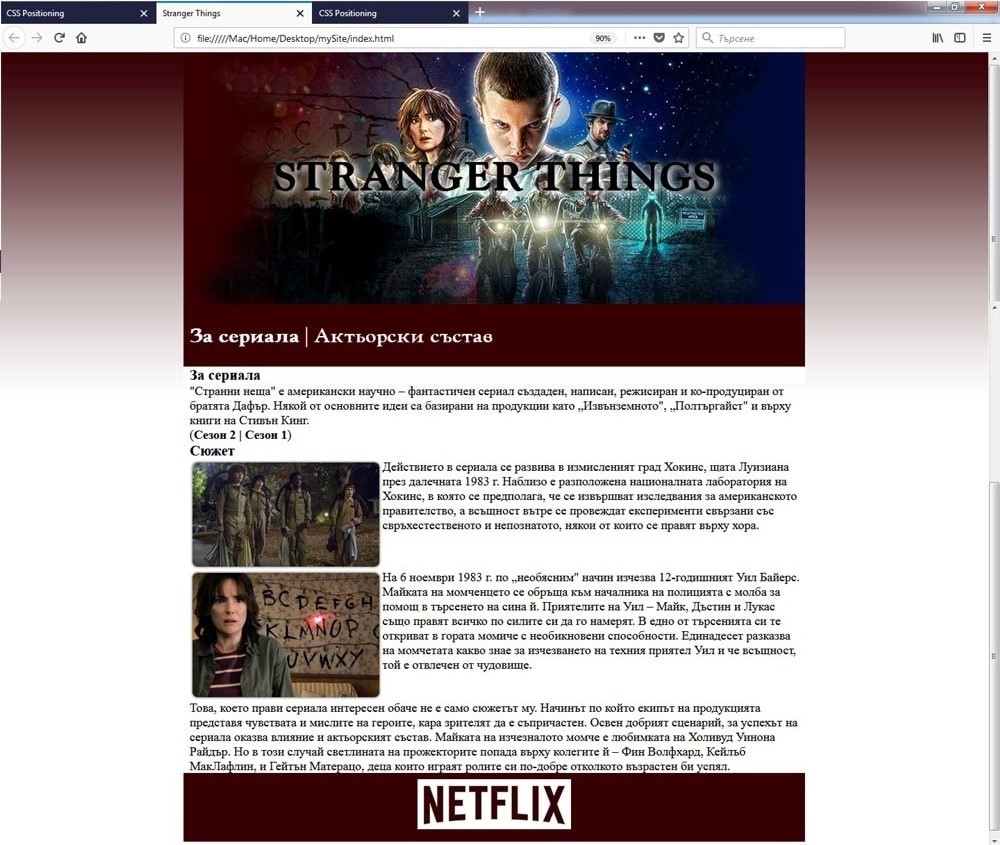 CSS Positioning
Stranger Things
CSS Positioning
file://///Mac/Home/Desktop/mySite/index.html
90%
Търсене
C D E
STRANGER THINGS
За сериала | Актьорски състав
За сериала
"Странни неща" е американски научно – фантастичен сериал създаден, написан, режисиран и ко-продуциран от
братята Дафър. Някой от основните идеи са базирани на продукции като „Извънземното", „Полтъргайст" и върху
книги на Стивън Кинг.
(Сезон 2 | Сезон 1)
Сюжет
Действието в сериала се развива в измисленият град Хокинс, щата Луизиана
през далечната 1983 г. Наблизо е разположена националната лаборатория на
Хокинс, в която се предполага, че се извършват изследвания за американското
правителство, а всъщност вътре се провеждат експерименти свързани със
свръхестественото и непознатото, някои от които се правят върху хора.
На 6 ноември 1983 г. по „необясним" начин изчезва 12-годишният Уил Байерс.
Майката на момченцето се обръща към началника на полицията с молба за
помощ в търсенето на сина й. Приятелите на Уил – Майк, Дъстин и Лукас
също правят всичко по силите си да го намерят. В едно от търсенията си те
откриват в гората момиче с необикновени способности. Единадесет разказва
на момчетата какво знае за изчезването на техния приятел Уил и че всъщност,
той е отвлечен от чудовище.
B C D E F G H
K L M N O P
U V W X Y
Това, което прави сериала интересен обаче не е само сюжетът му. Начинът по който екипът на продукцията
представя чувствата и мислите на героите, кара зрителят да е съпричастен. Освен добрият сценарий, за успехът на
сериала оказва влияние и актьорският състав. Майката на изчезналото момче е любимката на Холивуд Уинона
Райдър. Но в този случай светлината на прожекторите попада върху колегите й – Фин Волфхард, Кейлъб
МакЛафлин, и Гейтън Матерацо, деца които играят ролите си по-добре отколкото възрастен би успял.
NETFLIX